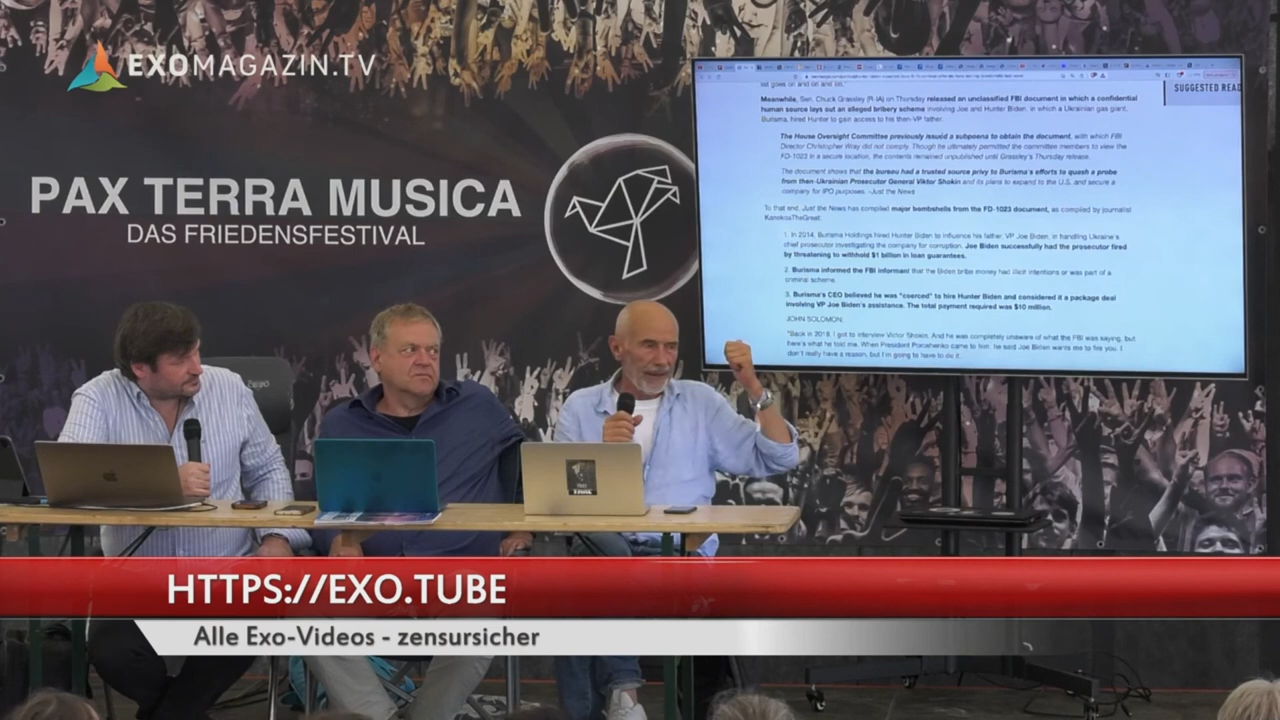 EXOMAGAZIN.TV
PAX TERRA MUSICA
DAS FRIEDENSFESTIVAL
SUGGESTED READ
Meanwhile, Sen. Chuck Grassley (R-IA) on Thursday released an unclassified FBI document in which a confidential
human source lays out an alleged bribery scheme involving Joe and Hunter Biden, in which a Ukrainian gas giant,
Burisma, hired Hunter to gain access to his then-VP father.
The House Oversight Committee previously issued a subpoena to obtain the document, with which FBI
Director Christopher Wray did not comply. Though he ultimately permitted the committee members to view the
FD-1023 in a secure location, the contents remained unpublished until Grassley's Thursday release.
The document shows that the bureau had a trusted source privy to Burisma's efforts to quash a probe
from then-Ukrainian Prosecutor General Viktor Shokin and its plans to expand to the U.S. and secure a
company for IPO purposes. -Just the News
To that end, Just the News has compiled major bombshells from the FD-1023 document, as compiled by journalist
KanekoaTheGreat:
1. In 2014, Burisma Holdings hired Hunter Biden to influence his father, VP Joe Biden, in handling Ukraine's
chief prosecutor investigating the company for corruption. Joe Biden successfully had the prosecutor fired
by threatening to withhold $1 billion in loan guarantees.
2. Burisma informed the FBI informant that the Biden bribe money had illicit intentions or was part of a
criminal scheme.
3. Burisma's CEO believed he was "coerced" to hire Hunter Biden and considered it a package deal
involving VP Joe Biden's assistance. The total payment required was $10 million.
JOHN SOLOMON:
"Back in 2019, I got to interview Victor Shokin. And he was completely unaware of what the FBI was saying, but
here's what he told me. When President Poroshenko came to him, he said Joe Biden wants me to fire you. I
don't really have a reason, but I'm going to have to do it.
HTTPS://EXO.TUBE
Alle Exo-Videos - zensursicher